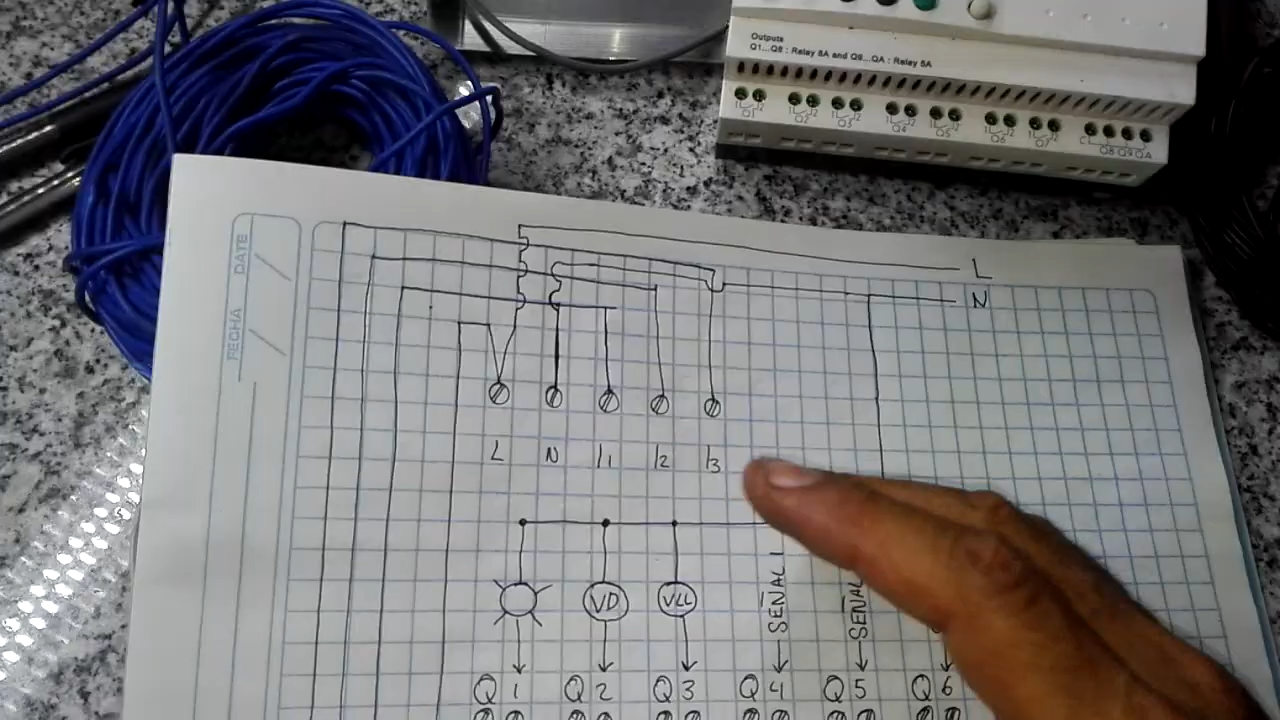 Outputs
Q1...Q8 : Relay 8A and Q9...QA : Relay 5A
Q1 Q2 Q3 Q4 Q5 Q6 Q7 Q8 Q9 QA
FECHA DATE
L
N
L N I1 I2 I3
VD VLL
SEÑAL SEÑAL
Q1 Q2 Q3 Q4 Q5 Q6